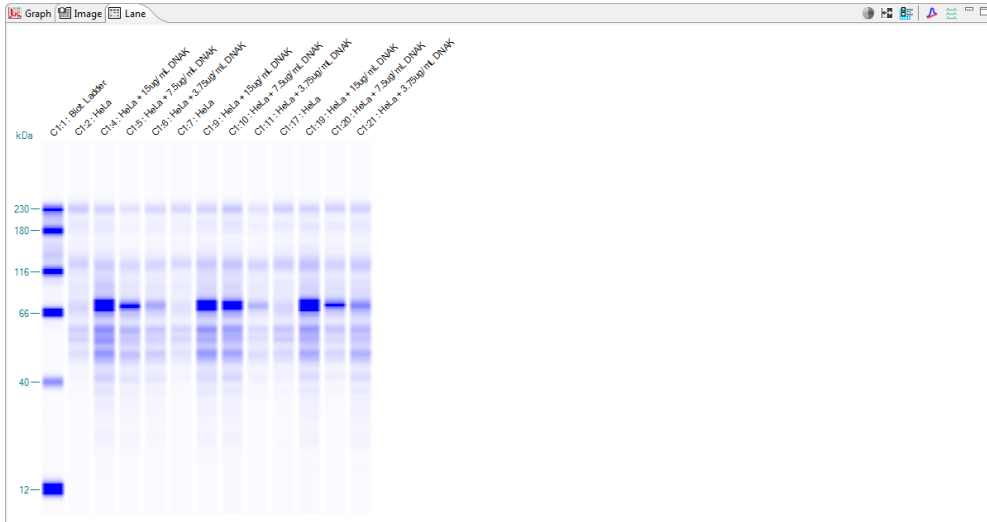 Graph Image Lane
C1:1 : Biot. Ladder
C1:2 : HeLa
C1:4 : HeLa + 15ug/mL DNAK
C1:5 : HeLa + 7.5ug/mL DNAK
C1:6 : HeLa + 3.75ug/mL DNAK
C1:7 : HeLa
C1:9 : HeLa + 15ug/mL DNAK
C1:10 : HeLa + 7.5ug/mL DNAK
C1:11 : HeLa + 3.75ug/mL DNAK
C1:17 : HeLa
C1:19 : HeLa + 15ug/mL DNAK
C1:20 : HeLa + 7.5ug/mL DNAK
C1:21 : HeLa + 3.75ug/mL DNAK
kDa
230
180
116
66
40
12